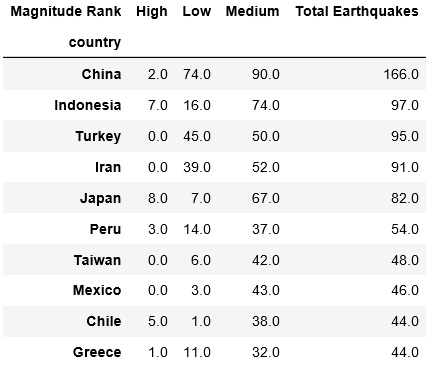 Magnitude Rank High Low Medium Total Earthquakes
country
China 2.0 74.0 90.0 166.0
Indonesia 7.0 16.0 74.0 97.0
Turkey 0.0 45.0 50.0 95.0
Iran 0.0 39.0 52.0 91.0
Japan 8.0 7.0 67.0 82.0
Peru 3.0 14.0 37.0 54.0
Taiwan 0.0 6.0 42.0 48.0
Mexico 0.0 3.0 43.0 46.0
Chile 5.0 1.0 38.0 44.0
Greece 1.0 11.0 32.0 44.0